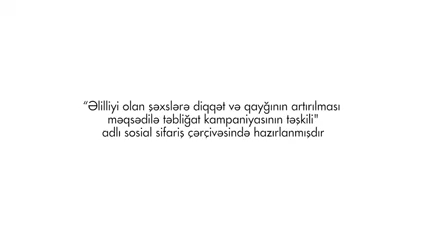 “Əlilliyi olan şəxslərə diqqət və qayğının artırılması
məqsədilə təbliğat kampaniyasının təşkili"
adlı sosial sifariş çərçivəsində hazırlanmışdır